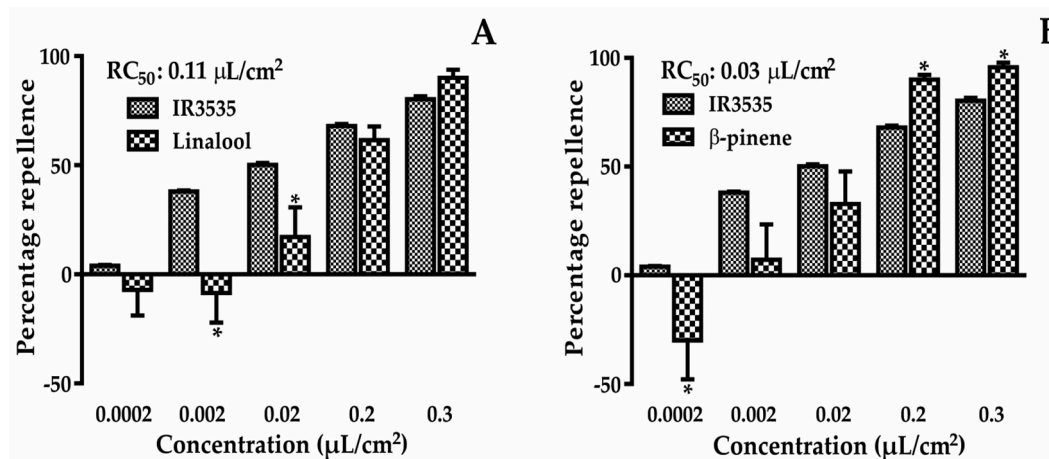 A
RC50: 0.11 μL/cm²
IR3535
Linalool
Percentage repellence
100
50
0
-50
*
*
0.0002 0.002 0.02 0.2 0.3
Concentration (μL/cm²)
RC50: 0.03 μL/cm²
IR3535
β-pinene
Percentage repellence
100
50
0
-50
*
*
*
0.0002 0.002 0.02 0.2 0.3
Concentration (μL/cm²)